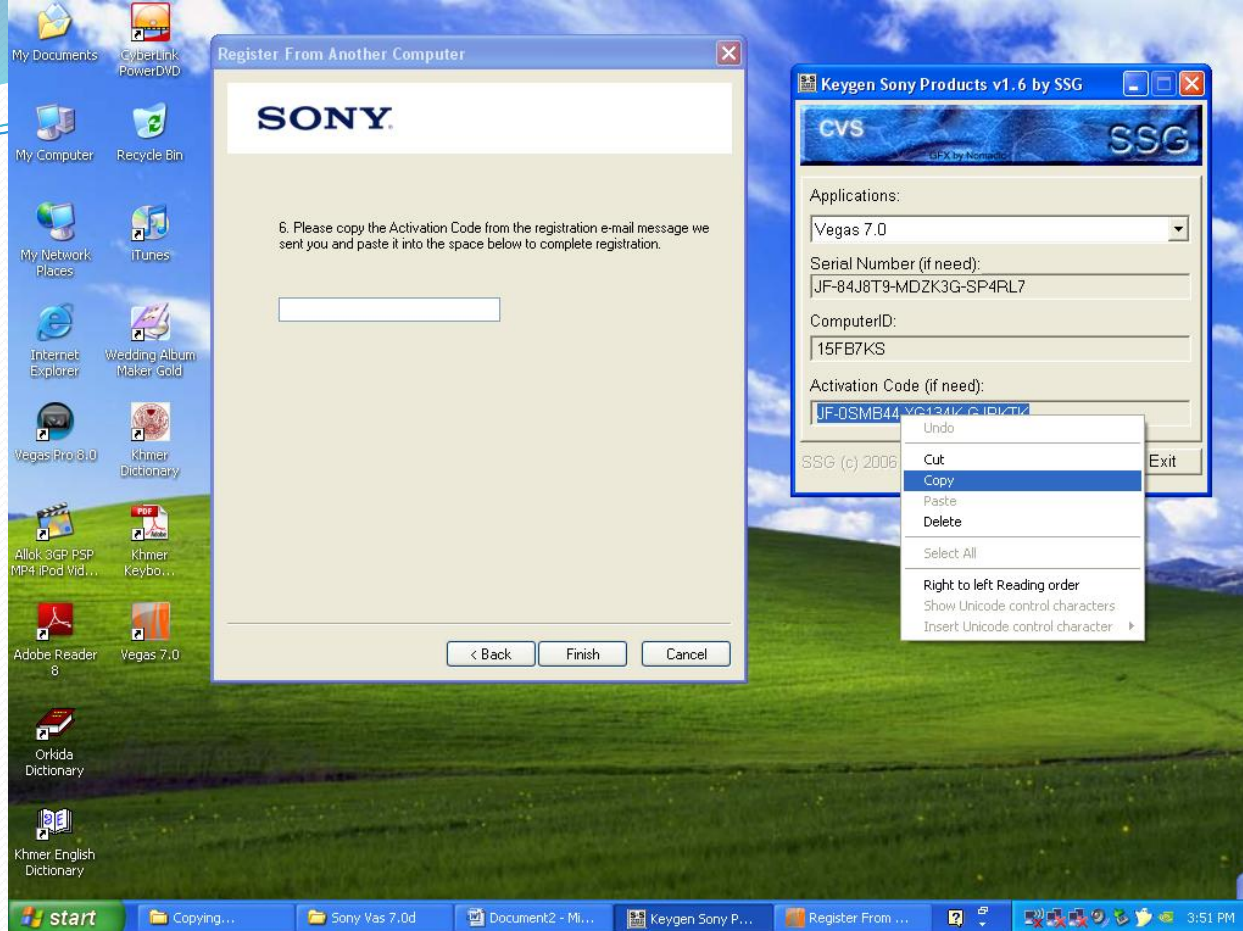 My Documents
CyberLink PowerDVD
My Computer
Recycle Bin
My Network Places
iTunes
Internet Explorer
Wedding Album Maker Gold
Vegas Pro 8.0
Khmer Dictionary
Allok 3GP PSP MP4 iPod Vid...
Khmer Keybo...
Adobe Reader 8
Vegas 7.0
Orkida Dictionary
Khmer English Dictionary
Register From Another Computer
SONY
6. Please copy the Activation Code from the registration e-mail message we
sent you and paste it into the space below to complete registration.
< Back
Finish
Cancel
Keygen Sony Products v1.6 by SSG
CVS
GFX by Nomadic
SSG
Applications:
Vegas 7.0
Serial Number (if need):
JF-84J8T9-MDZK3G-SP4RL7
ComputerID:
15FB7KS
Activation Code (if need):
JF-0SMB44
SSG (c) 2006
Exit
Undo
Cut
Copy
Paste
Delete
Select All
Right to left Reading order
Show Unicode control characters
Insert Unicode control character
start
Copying...
Sony Vas 7.0d
Document2 - Mi...
Keygen Sony P...
Register From ...
3:51 PM